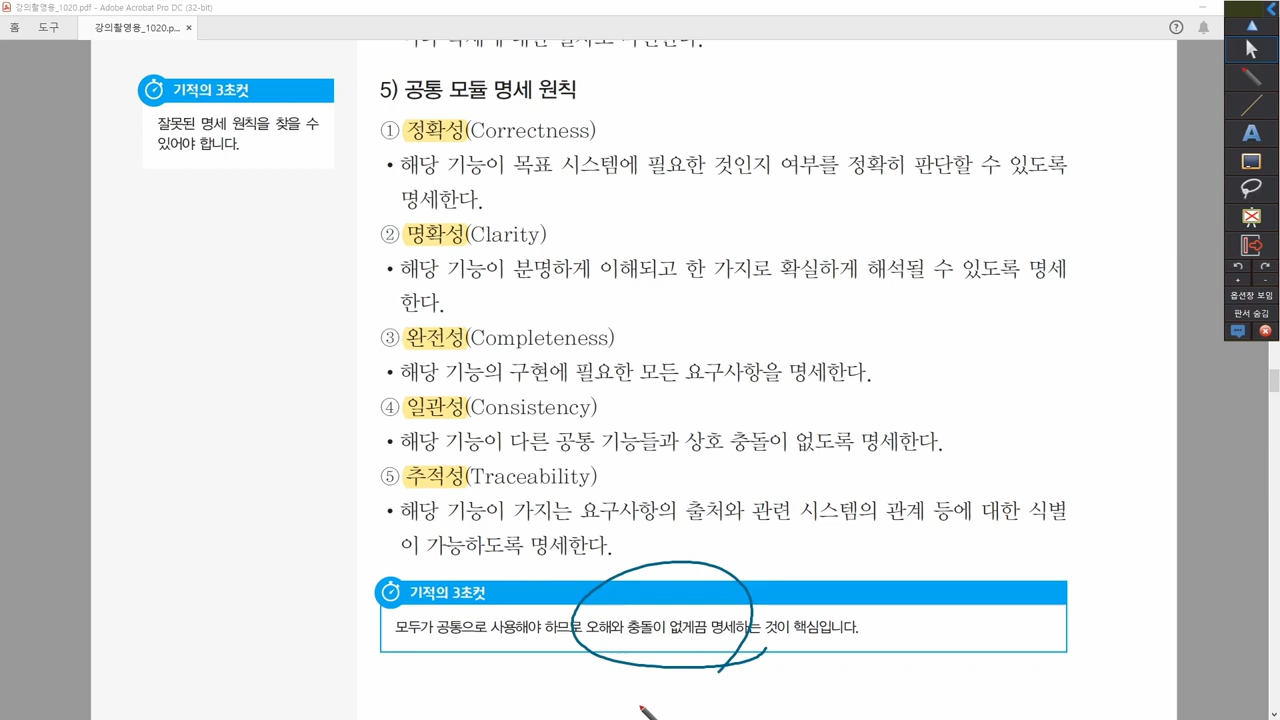 강의촬영용_1020.pdf - Adobe Acrobat Pro DC (32-bit)
홈 도구 강의촬영용_1020.p... ×
기적의 3초컷
잘못된 명세 원칙을 찾을 수
있어야 합니다.
5) 공통 모듈 명세 원칙
① 정확성(Correctness)
• 해당 기능이 목표 시스템에 필요한 것인지 여부를 정확히 판단할 수 있도록
명세한다.
② 명확성(Clarity)
• 해당 기능이 분명하게 이해되고 한 가지로 확실하게 해석될 수 있도록 명세
한다.
③ 완전성(Completeness)
• 해당 기능의 구현에 필요한 모든 요구사항을 명세한다.
④ 일관성(Consistency)
• 해당 기능이 다른 공통 기능들과 상호 충돌이 없도록 명세한다.
⑤ 추적성(Traceability)
• 해당 기능이 가지는 요구사항의 출처와 관련 시스템의 관계 등에 대한 식별
이 가능하도록 명세한다.
기적의 3초컷
모두가 공통으로 사용해야 하므로 오해와 충돌이 없게끔 명세하는 것이 핵심입니다.
A
옵션장 보임
판서 숨김